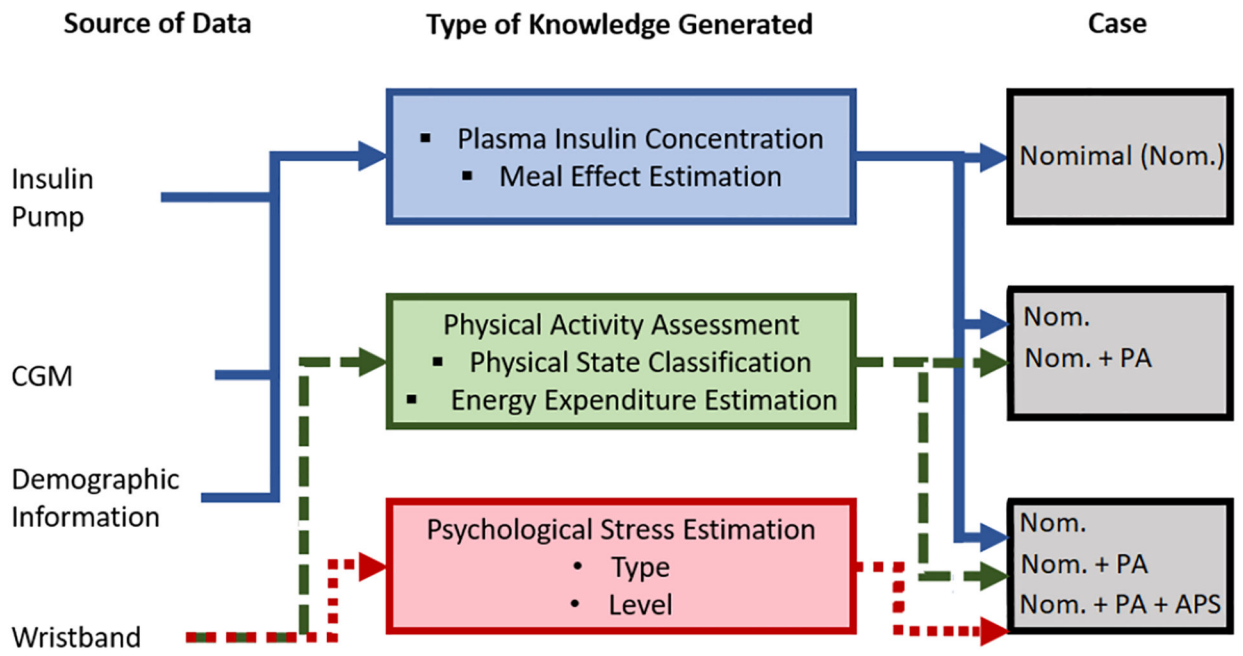 Source of Data
Type of Knowledge Generated
Case
Insulin
Pump
CGM
Demographic
Information
Wristband
▪ Plasma Insulin Concentration
▪ Meal Effect Estimation
Physical Activity Assessment
▪ Physical State Classification
▪ Energy Expenditure Estimation
Psychological Stress Estimation
• Type
• Level
Nomimal (Nom.)
Nom.
Nom. + PA
Nom.
Nom. + PA
Nom. + PA + APS